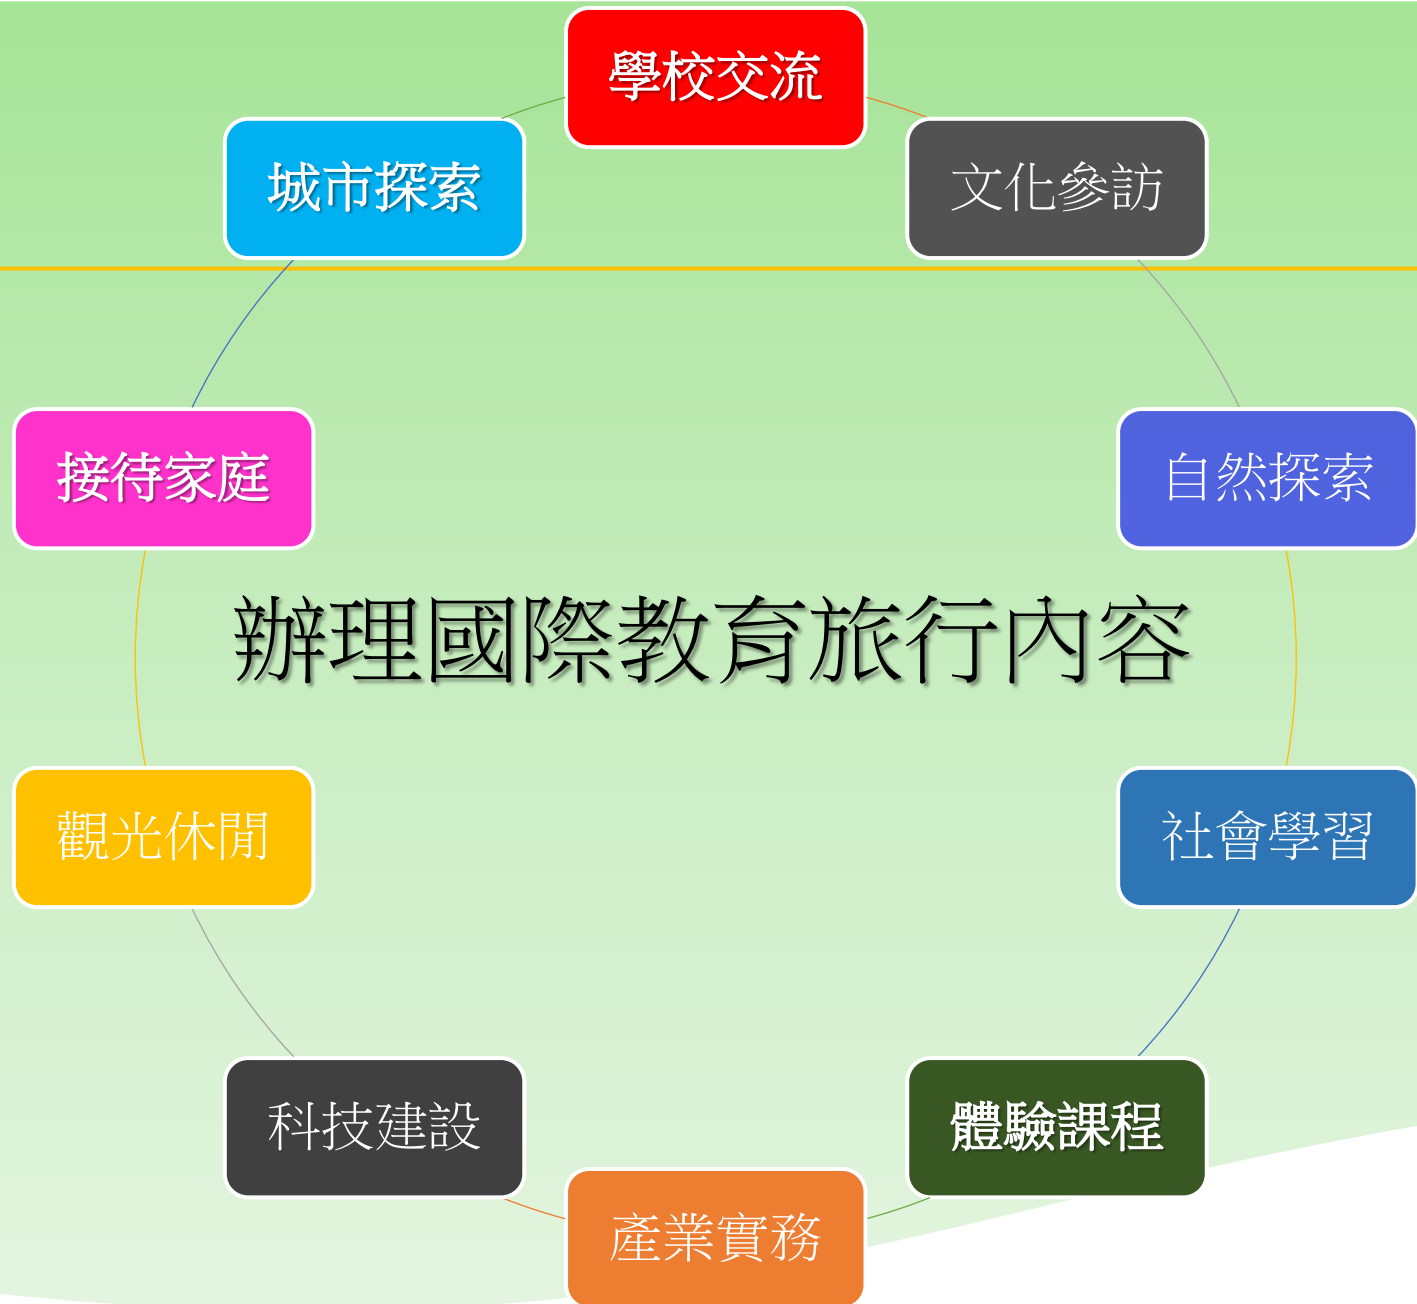 學校交流
城市探索
文化參訪
接待家庭
自然探索
辦理國際教育旅行內容
觀光休閒
社會學習
科技建設
體驗課程
產業實務